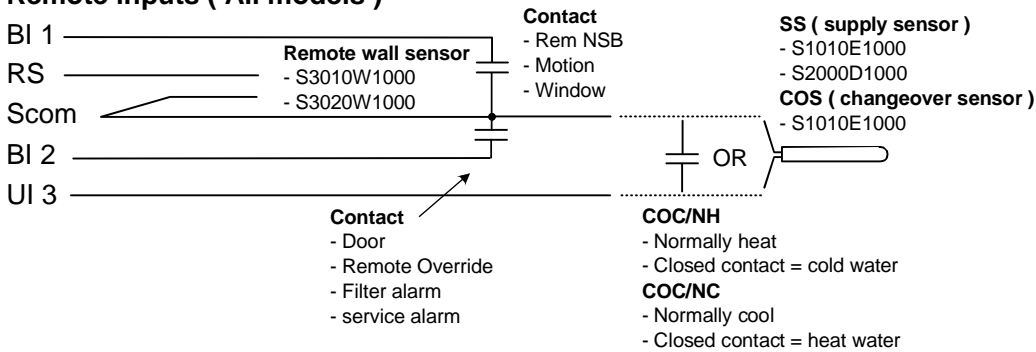 Remote inputs ( All models )
BI 1
RS
Scom
BI 2
UI 3
Remote wall sensor
- S3010W1000
- S3020W1000
Contact
- Rem NSB
- Motion
- Window
SS ( supply sensor )
- S1010E1000
- S2000D1000
COS ( changeover sensor )
- S1010E1000
OR
Contact
- Door
- Remote Override
- Filter alarm
- service alarm
COC/NH
- Normally heat
- Closed contact = cold water
COC/NC
- Normally cool
- Closed contact = heat water